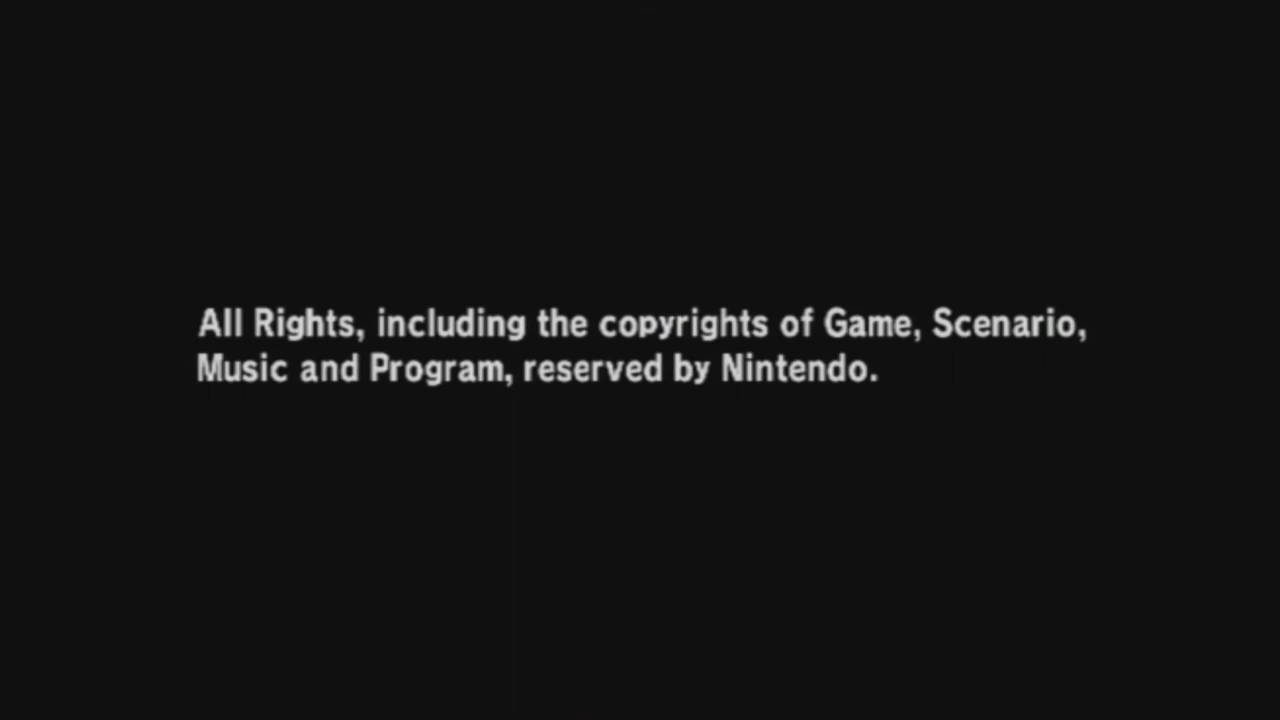 All Rights, including the copyrights of Game, Scenario,
Music and Program, reserved by Nintendo.